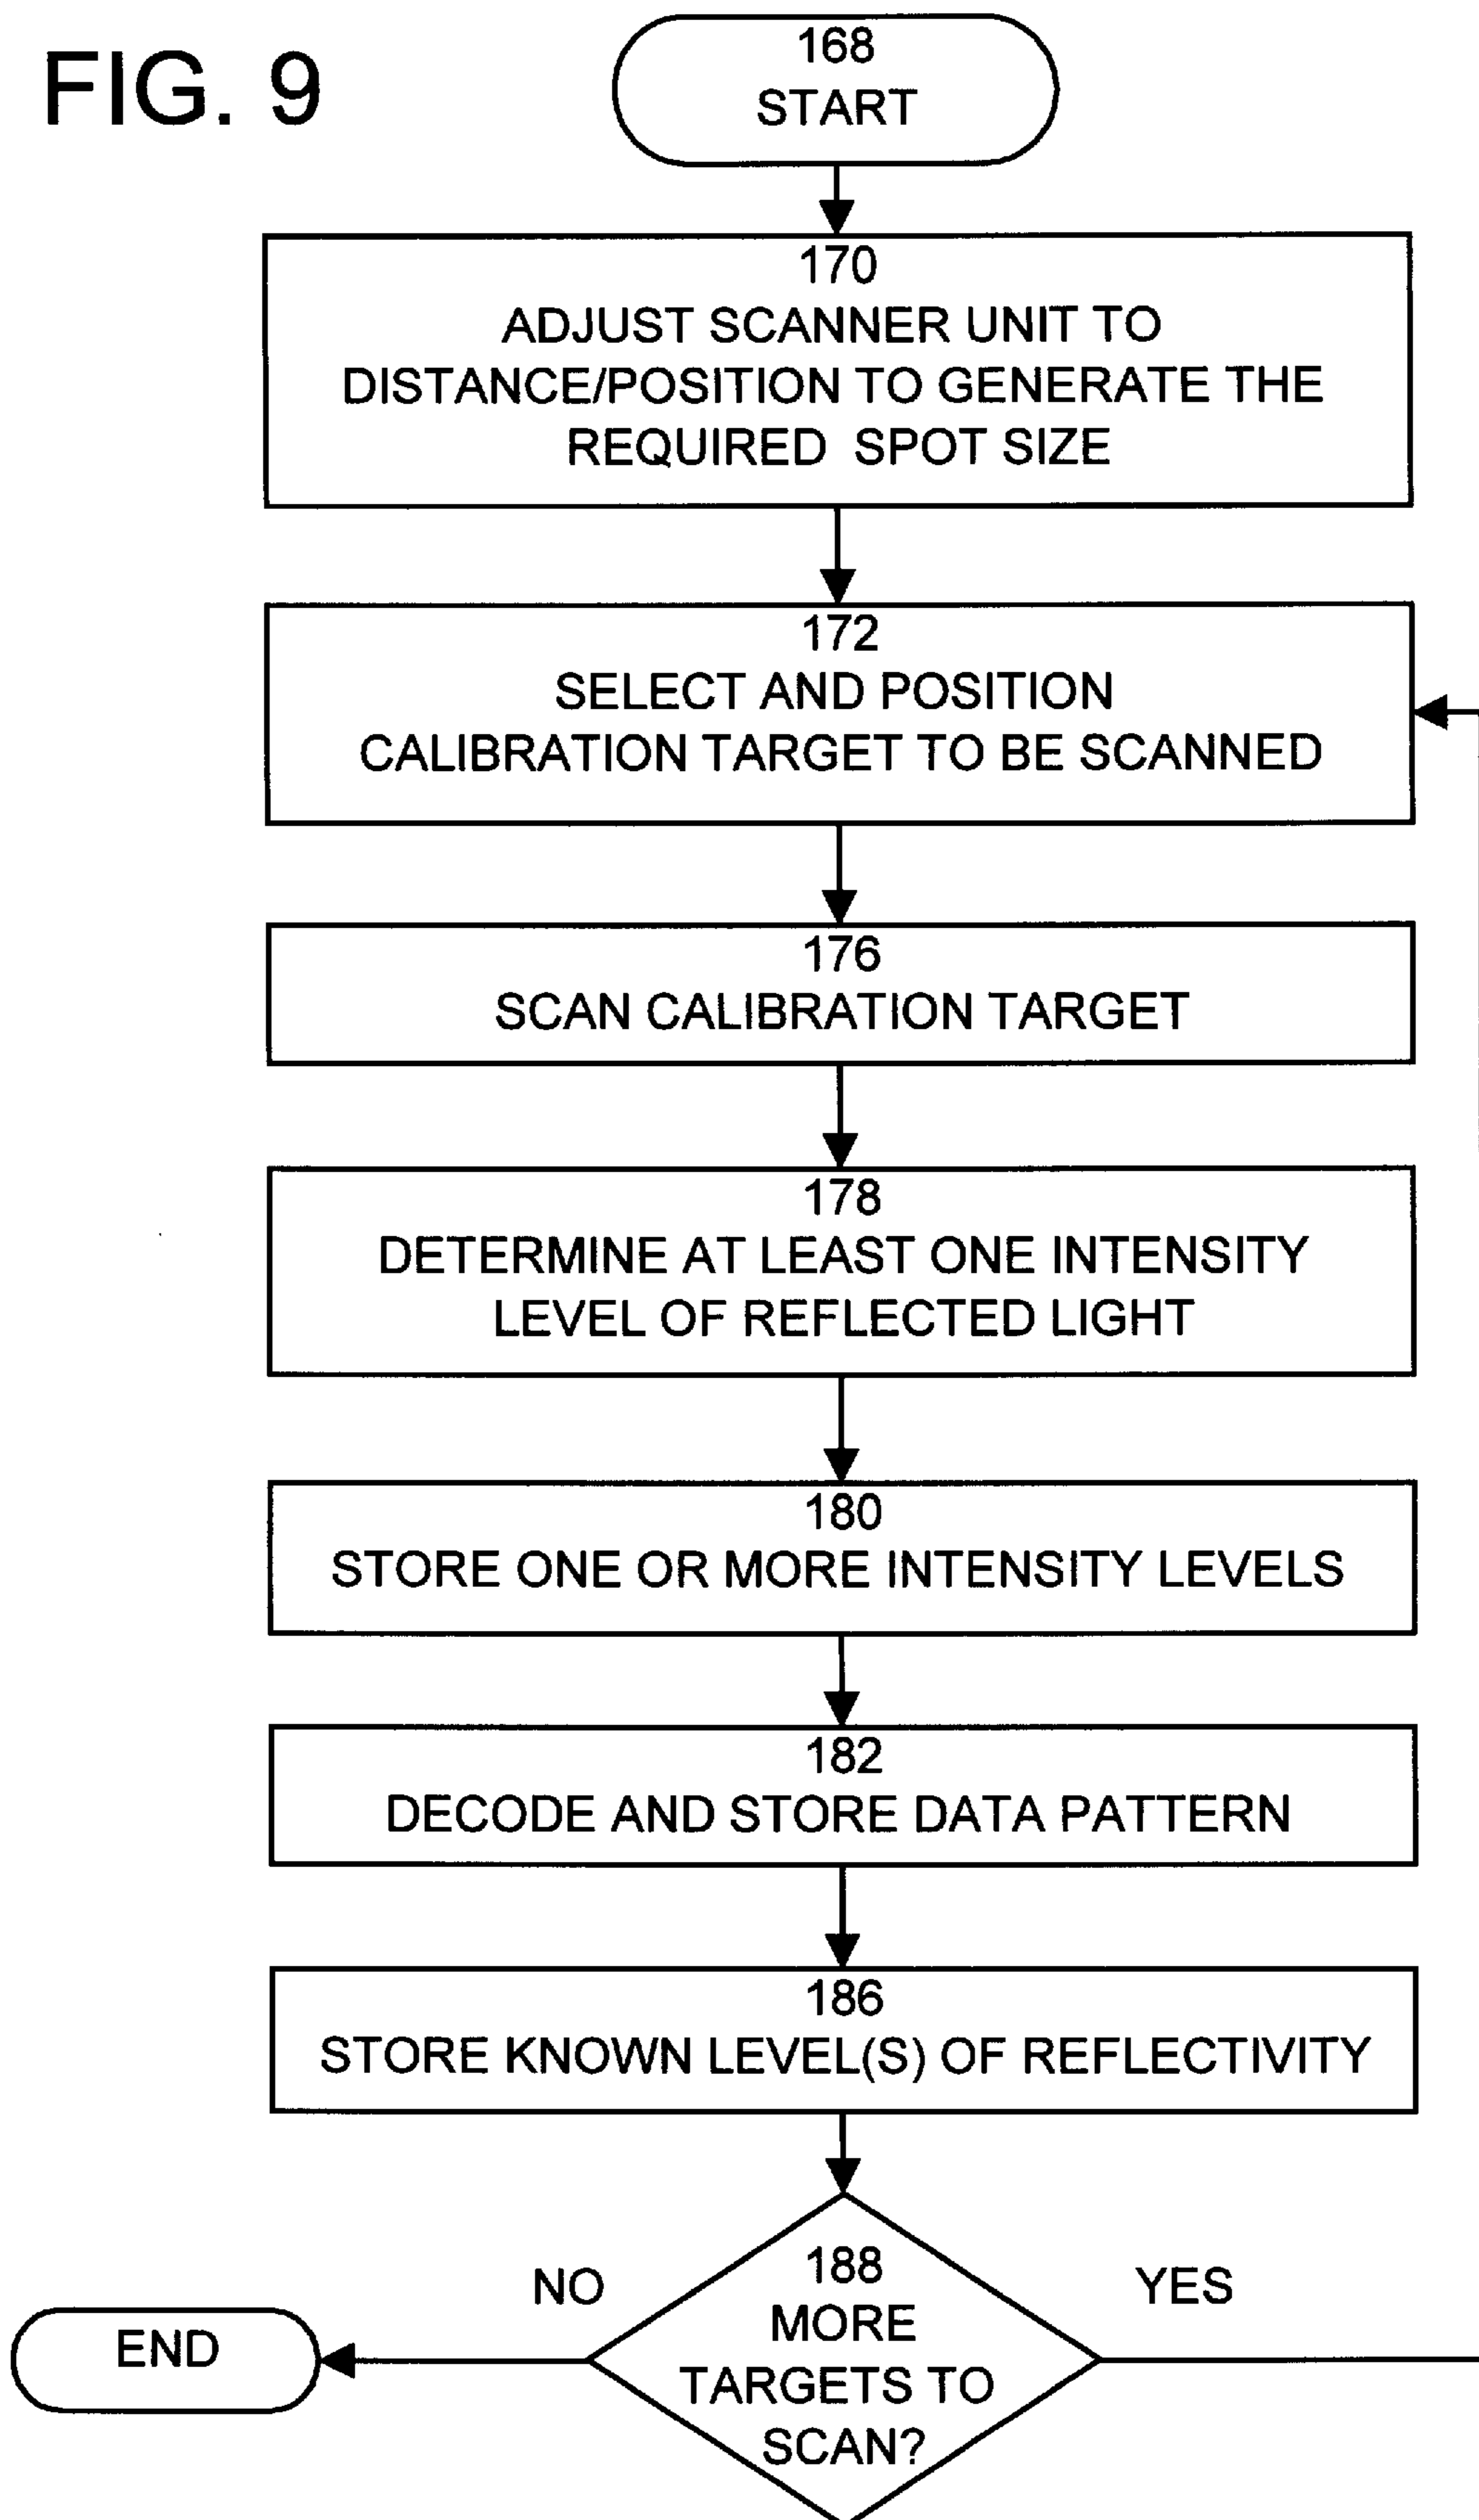 FIG. 9
168
START
170
ADJUST SCANNER UNIT TO
DISTANCE/POSITION TO GENERATE THE
REQUIRED SPOT SIZE
172
SELECT AND POSITION
CALIBRATION TARGET TO BE SCANNED
176
SCAN CALIBRATION TARGET
178
DETERMINE AT LEAST ONE INTENSITY
LEVEL OF REFLECTED LIGHT
180
STORE ONE OR MORE INTENSITY LEVELS
182
DECODE AND STORE DATA PATTERN
186
STORE KNOWN LEVEL(S) OF REFLECTIVITY
188
MORE
TARGETS TO
SCAN?
NO
YES
END